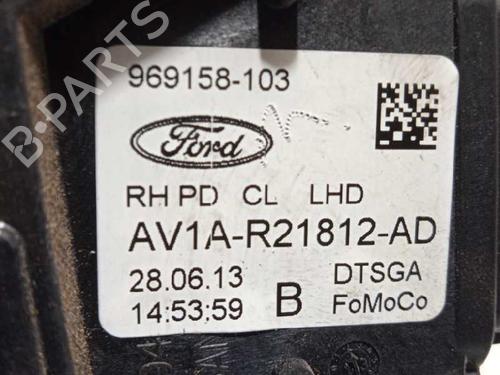 B-PARTS
969158-103
Ford
RH PD CL LHD
AV1A-R21812-AD
28.06.13 DTSGA
14:53:59 B FoMoCo